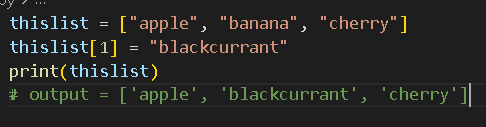 thislist = ["apple", "banana", "cherry"]
thislist[1] = "blackcurrant"
print(thislist)
# output = ['apple', 'blackcurrant', 'cherry']